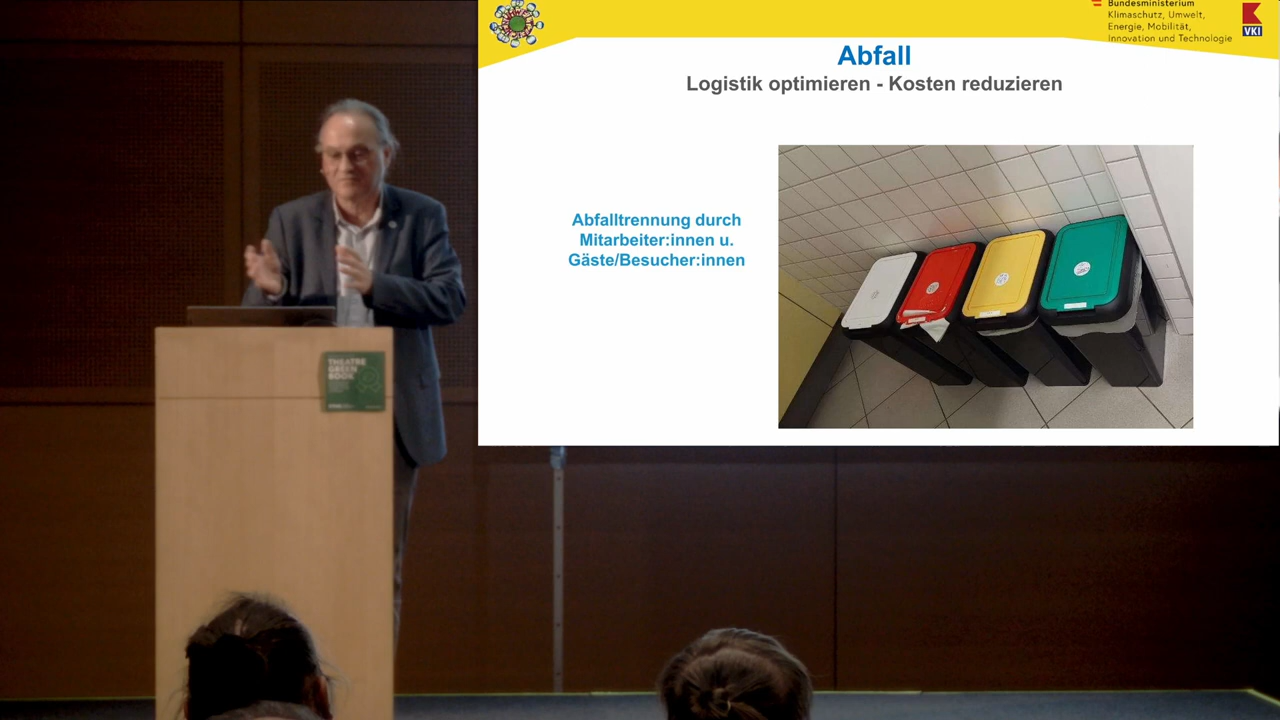 Bundesministerium
Klimaschutz, Umwelt,
Energie, Mobilität,
Innovation und Technologie
VKI
Abfall
Logistik optimieren - Kosten reduzieren
Abfalltrennung durch
Mitarbeiter:innen u.
Gäste/Besucher:innen
THEATRE
GREEN
BOOK